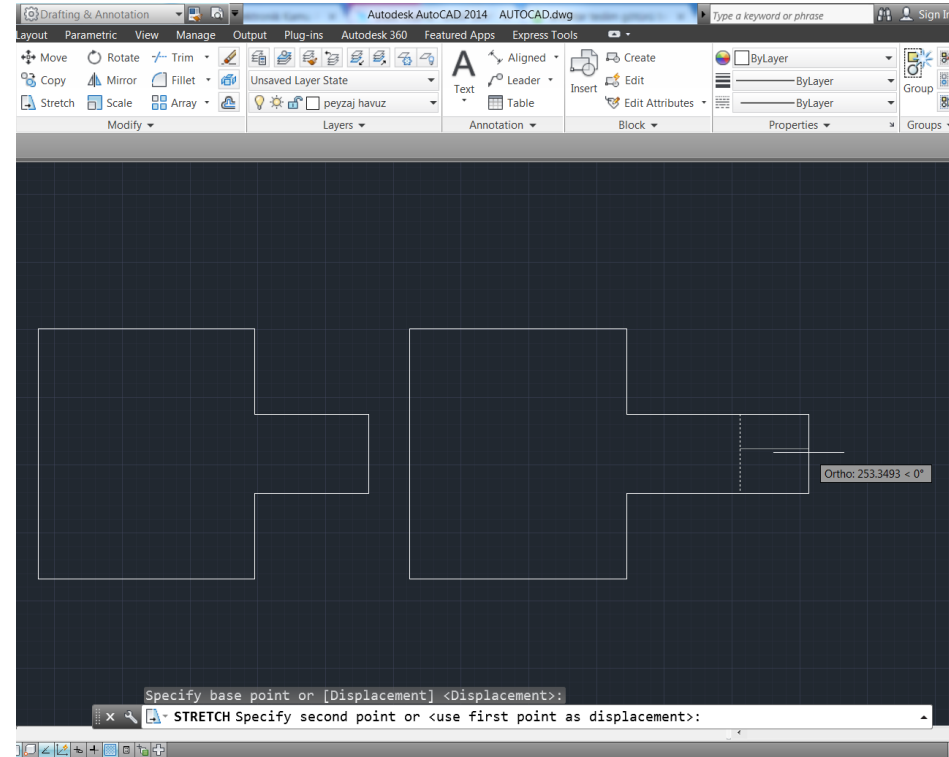 Drafting & Annotation Autodesk AutoCAD 2014 AUTOCAD.dwg Type a keyword or phrase Sign In
Layout Parametric View Manage Output Plug-ins Autodesk 360 Featured Apps Express Tools
Move Rotate Trim
Copy Mirror Fillet
Stretch Scale Array
Modify
Unsaved Layer State
peyzaj havuz
Layers
A
Text
Aligned
Leader
Table
Annotation
Insert
Create
Edit
Edit Attributes
Block
ByLayer
ByLayer
ByLayer
Properties
Group
Groups
Ortho: 253.3493 < 0°
Specify base point or [Displacement] <Displacement>:
STRETCH Specify second point or <use first point as displacement>: